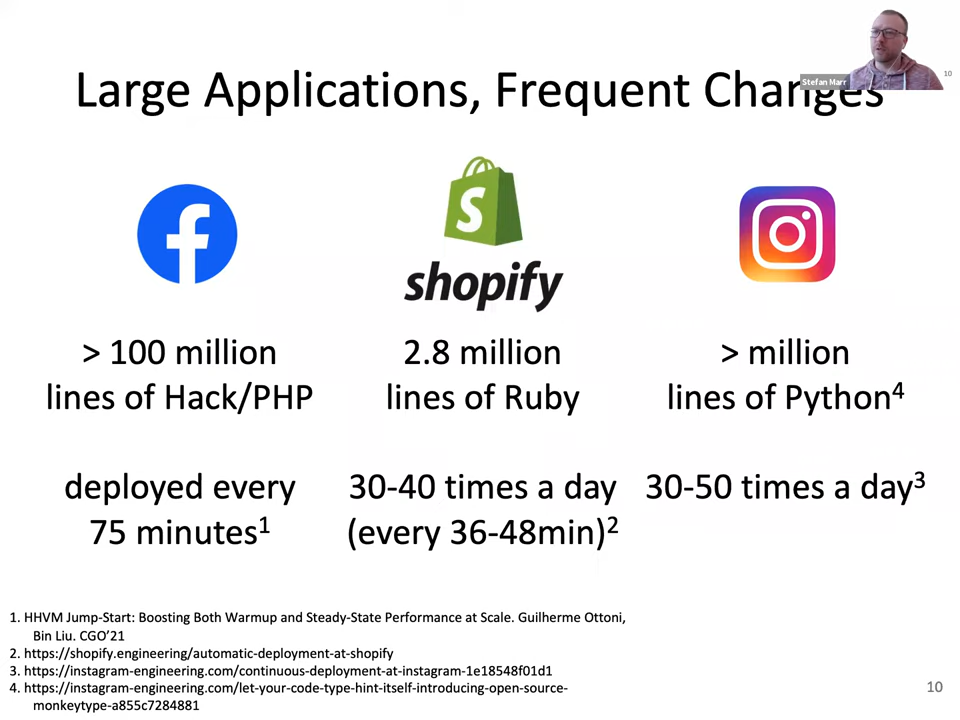 Stefan Marr
10
Large Applications, Frequent Changes
shopify
> 100 million
lines of Hack/PHP
2.8 million
lines of Ruby
> million
lines of Python4
deployed every
75 minutes1
30-40 times a day
(every 36-48min)2
30-50 times a day3
1. HHVM Jump-Start: Boosting Both Warmup and Steady-State Performance at Scale. Guilherme Ottoni,
Bin Liu. CGO’21
2. https://shopify.engineering/automatic-deployment-at-shopify
3. https://instagram-engineering.com/continuous-deployment-at-instagram-1e18548f01d1
4. https://instagram-engineering.com/let-your-code-type-hint-itself-introducing-open-source-
monkeytype-a855c7284881
10